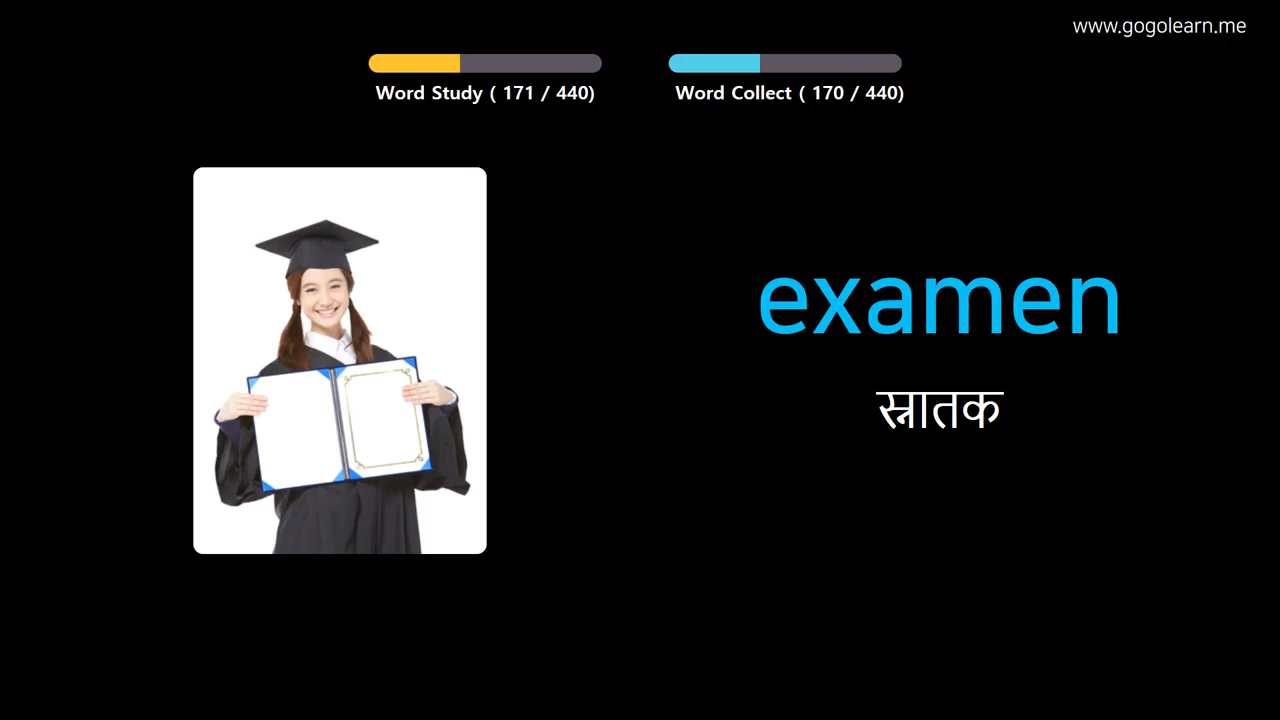 www.gogolearn.me
Word Study ( 171 / 440)
Word Collect ( 170 / 440)
examen
स्नातक